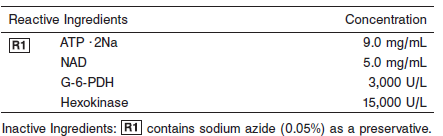 Reactive Ingredients Concentration
R1 ATP ·2Na 9.0 mg/mL
NAD 5.0 mg/mL
G-6-PDH 3,000 U/L
Hexokinase 15,000 U/L
Inactive Ingredients: R1 contains sodium azide (0.05%) as a preservative.